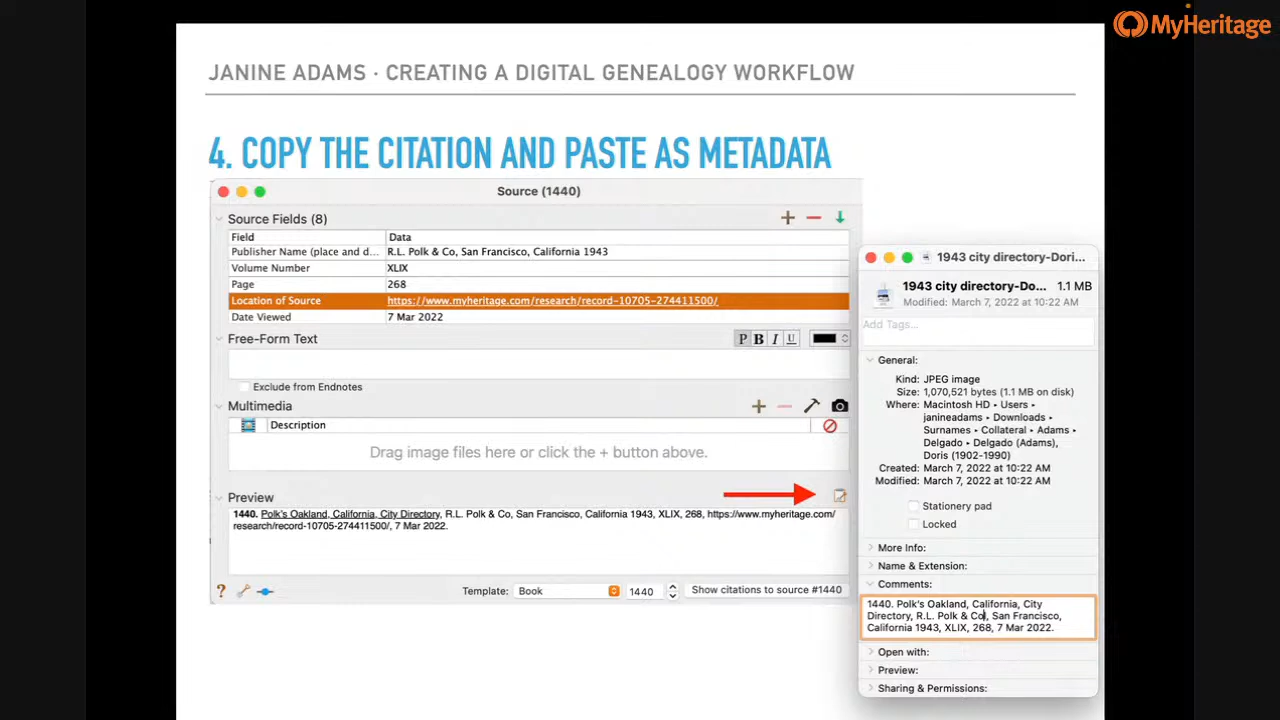 MyHeritage
JANINE ADAMS · CREATING A DIGITAL GENEALOGY WORKFLOW
4. COPY THE CITATION AND PASTE AS METADATA
Source (1440)
Source Fields (8)
Field Data
Publisher Name (place and d... R.L. Polk & Co, San Francisco, California 1943
Volume Number XLIX
Page 268
Location of Source https://www.myheritage.com/research/record-10705-274411500/
Date Viewed 7 Mar 2022
Free-Form Text P B I U
Exclude from Endnotes
Multimedia
Description
Drag image files here or click the + button above.
Preview
1440. Polk's Oakland, California, City Directory, R.L. Polk & Co, San Francisco, California 1943, XLIX, 268, https://www.myheritage.com/
research/record-10705-274411500/, 7 Mar 2022.
? Template: Book 1440 Show citations to source #1440
1943 city directory-Dori...
1943 city directory-Do... 1.1 MB
Modified: March 7, 2022 at 10:22 AM
Add Tags...
General:
Kind: JPEG image
Size: 1,070,521 bytes (1.1 MB on disk)
Where: Macintosh HD ▸ Users ▸
janineadams ▸ Downloads ▸
Surnames ▸ Collateral ▸ Adams ▸
Delgado ▸ Delgado (Adams),
Doris (1902-1990)
Created: March 7, 2022 at 10:22 AM
Modified: March 7, 2022 at 10:22 AM
Stationery pad
Locked
More Info:
Name & Extension:
Comments:
1440. Polk's Oakland, California, City
Directory, R.L. Polk & Co, San Francisco,
California 1943, XLIX, 268, 7 Mar 2022.
Open with:
Preview:
Sharing & Permissions: